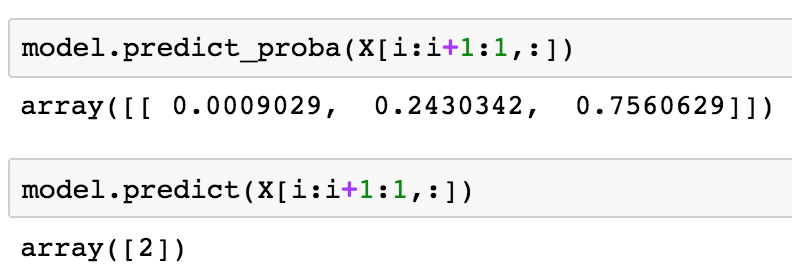 model.predict_proba(X[i:i+1:1,:])
array([[ 0.0009029,  0.2430342,  0.7560629]])
model.predict(X[i:i+1:1,:])
array([2])